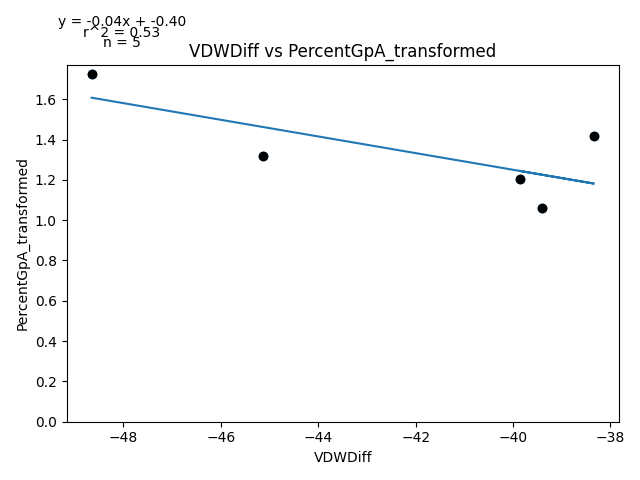 y = -0.04x + -0.40
r^2 = 0.53
n = 5
VDWDiff vs PercentGpA_transformed
PercentGpA_transformed
1.6
1.4
1.2
1.0
0.8
0.6
0.4
0.2
0.0
−48 −46 −44 −42 −40 −38
VDWDiff